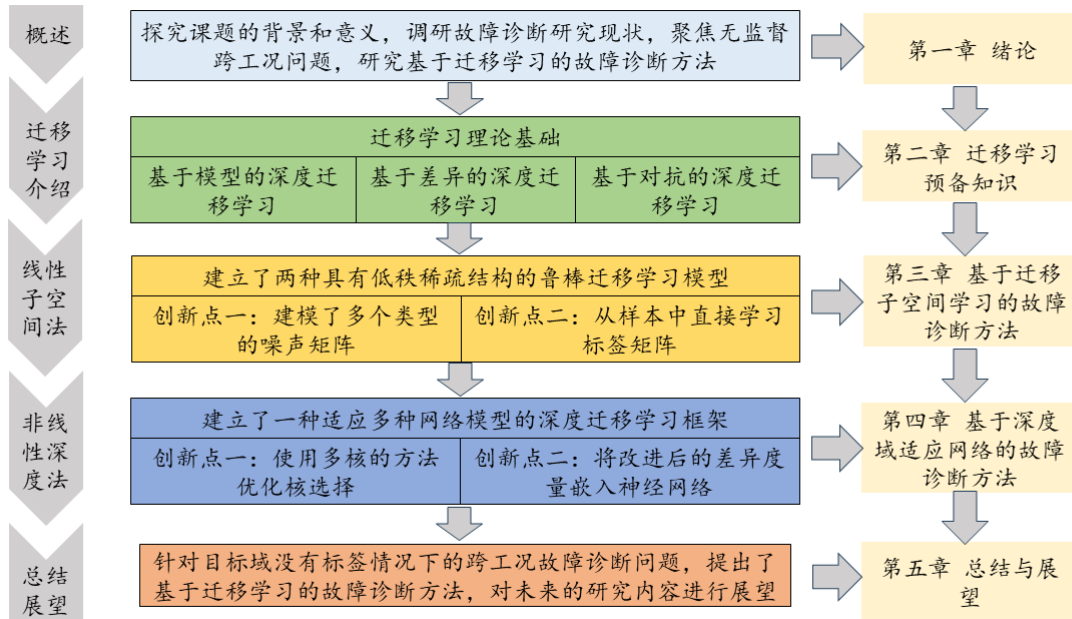 概述
探究课题的背景和意义，调研故障诊断研究现状，聚焦无监督
跨工况问题，研究基于迁移学习的故障诊断方法
第一章 绪论
迁移
学习
介绍
迁移学习理论基础
基于模型的深度迁
移学习
基于差异的深度迁
移学习
基于对抗的深度迁
移学习
第二章 迁移学习
预备知识
线性
子空
间法
建立了两种具有低秩稀疏结构的鲁棒迁移学习模型
创新点一：建模了多个类型
的噪声矩阵
创新点二：从样本中直接学习
标签矩阵
第三章 基于迁移
子空间学习的故障
诊断方法
非线
性深
度法
建立了一种适应多种网络模型的深度迁移学习框架
创新点一：使用多核的方法
优化核选择
创新点二：将改进后的差异度
量嵌入神经网络
第四章 基于深度
域适应网络的故障
诊断方法
总结
展望
针对目标域没有标签情况下的跨工况故障诊断问题，提出了
基于迁移学习的故障诊断方法，对未来的研究内容进行展望
第五章 总结与展
望